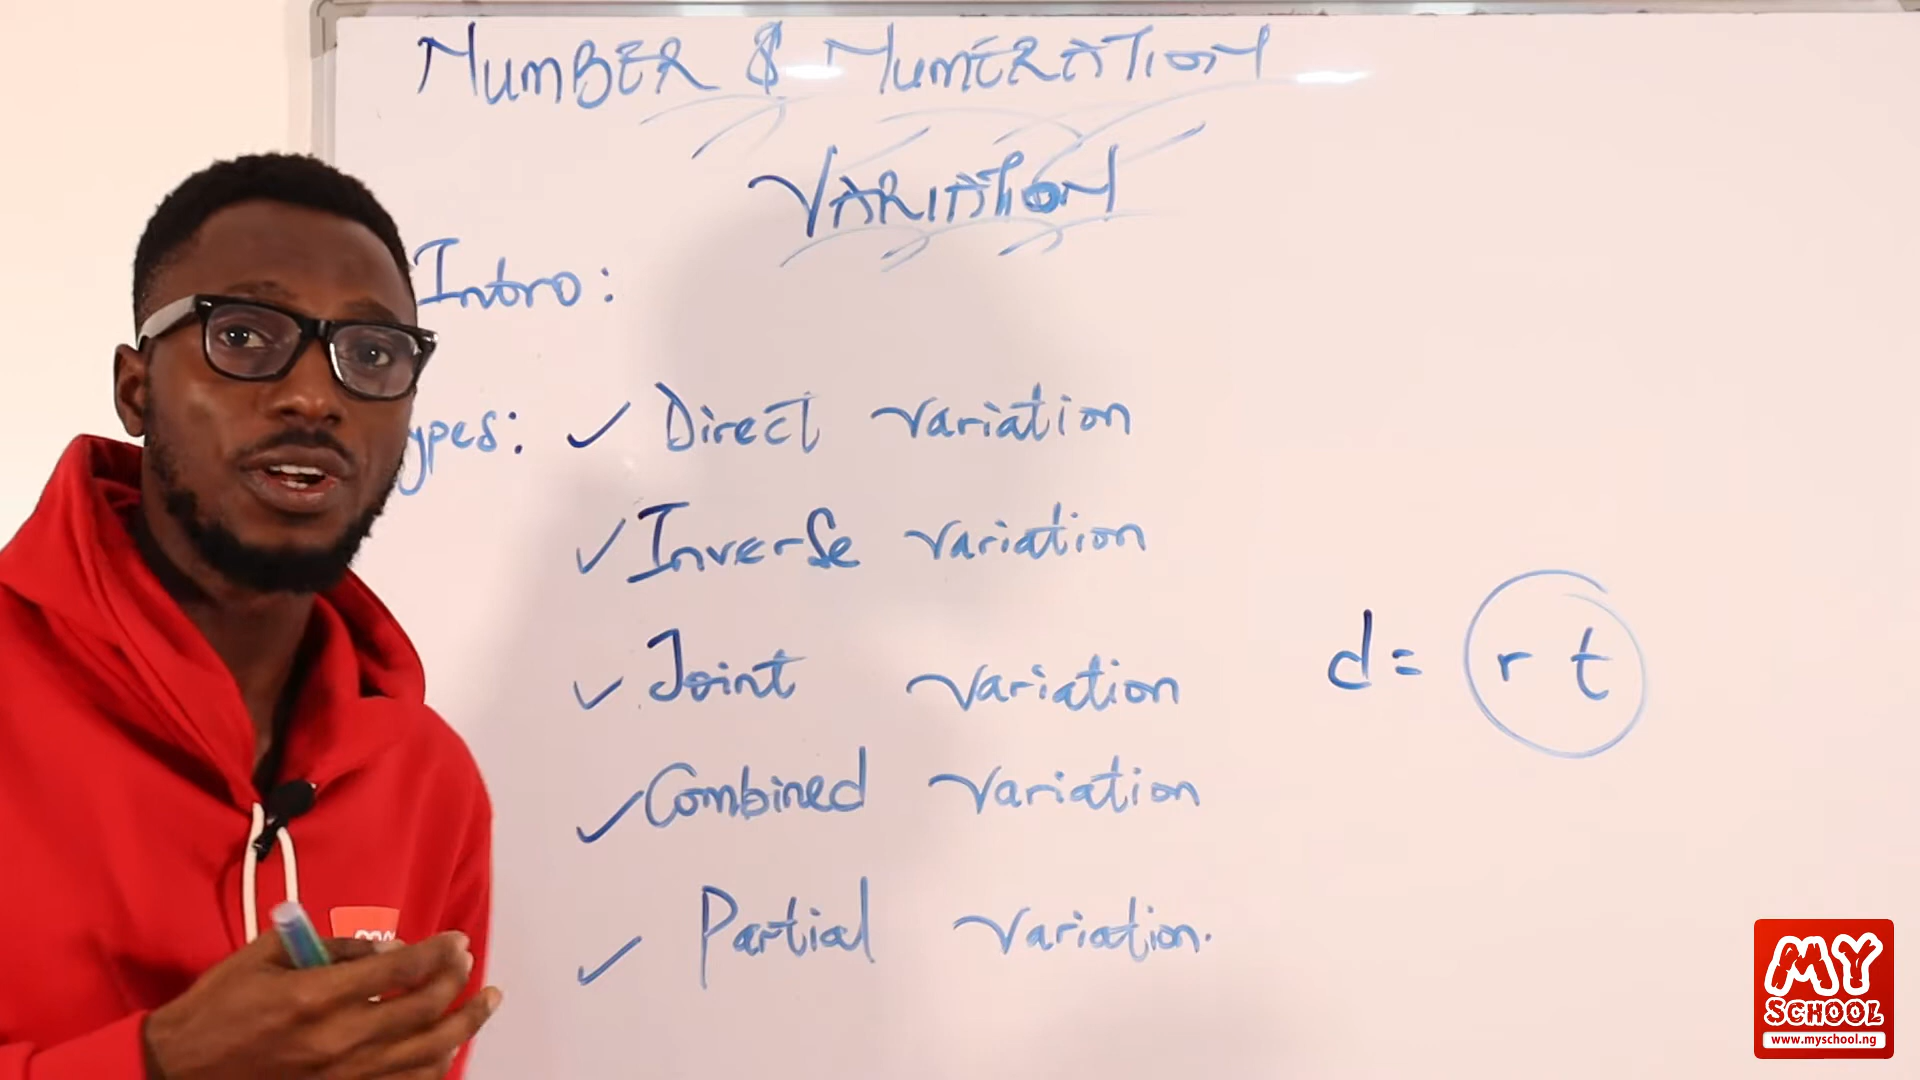 NUMBER & NUMERATION
VARIATION
Intro:
ypes: ✓ Direct variation
✓ Inverse variation
✓ Joint variation
✓ Combined variation
✓ Partial variation.
d = r t
MY
SCHOOL
www.myschool.ng